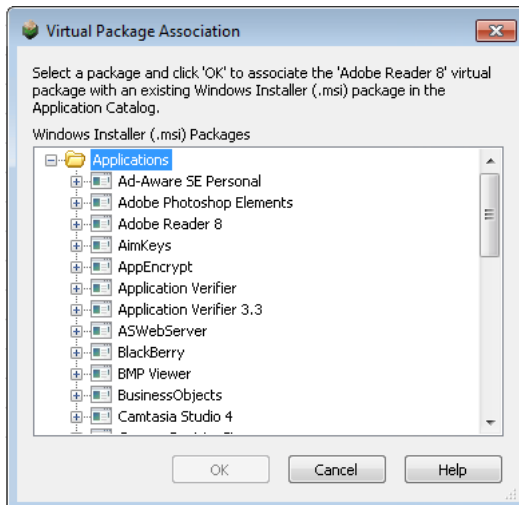 Virtual Package Association
Select a package and click 'OK' to associate the 'Adobe Reader 8' virtual
package with an existing Windows Installer (.msi) package in the
Application Catalog.
Windows Installer (.msi) Packages
Applications
Ad-Aware SE Personal
Adobe Photoshop Elements
Adobe Reader 8
AimKeys
AppEncrypt
Application Verifier
Application Verifier 3.3
ASWebServer
BlackBerry
BMP Viewer
BusinessObjects
Camtasia Studio 4
OK Cancel Help